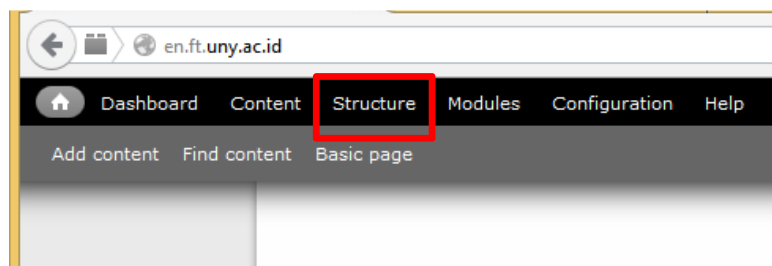 en.ft.uny.ac.id
Dashboard Content Structure Modules Configuration Help
Add content Find content Basic page